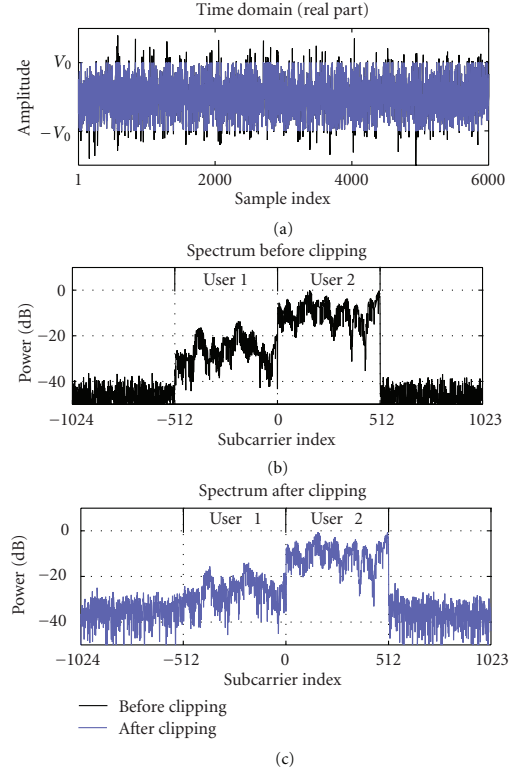 Time domain (real part)
V0
−V0
Amplitude
1 2000 4000 6000
Sample index
(a)
Spectrum before clipping
User 1 User 2
0
−20
−40
Power (dB)
−1024 −512 0 512 1023
Subcarrier index
(b)
Spectrum after clipping
User 1 User 2
0
−20
−40
Power (dB)
−1024 −512 0 512 1023
Subcarrier index
Before clipping
After clipping
(c)